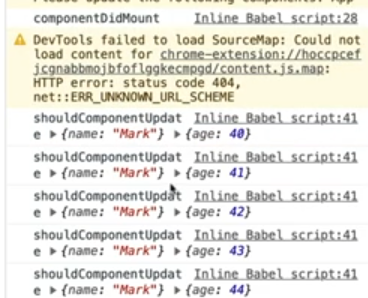 Please update the following components: App
componentDidMount Inline Babel script:28
DevTools failed to load SourceMap: Could not
load content for chrome-extension://hoccpcef
jcgnabbmojbfoflggkecmpgd/content.js.map:
HTTP error: status code 404,
net::ERR_UNKNOWN_URL_SCHEME
shouldComponentUpdat Inline Babel script:41
e ▶ {name: "Mark"} ▶ {age: 40}
shouldComponentUpdat Inline Babel script:41
e ▶ {name: "Mark"} ▶ {age: 41}
shouldComponentUpdat Inline Babel script:41
e ▶ {name: "Mark"} ▶ {age: 42}
shouldComponentUpdat Inline Babel script:41
e ▶ {name: "Mark"} ▶ {age: 43}
shouldComponentUpdat Inline Babel script:41
e ▶ {name: "Mark"} ▶ {age: 44}